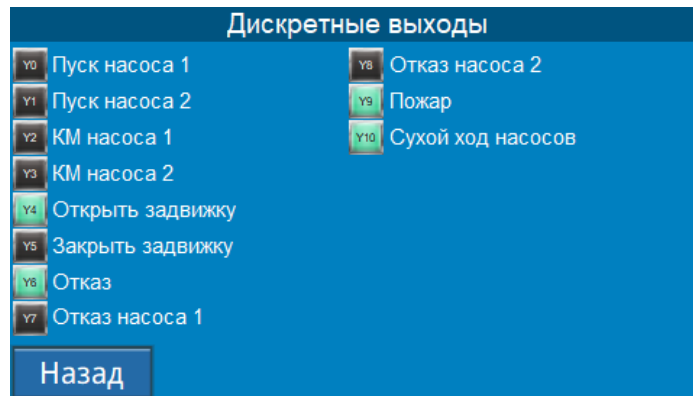 Дискретные выходы
Y0 Пуск насоса 1
Y1 Пуск насоса 2
Y2 КМ насоса 1
Y3 КМ насоса 2
Y4 Открыть задвижку
Y5 Закрыть задвижку
Y6 Отказ
Y7 Отказ насоса 1
Y8 Отказ насоса 2
Y9 Пожар
Y10 Сухой ход насосов
Назад